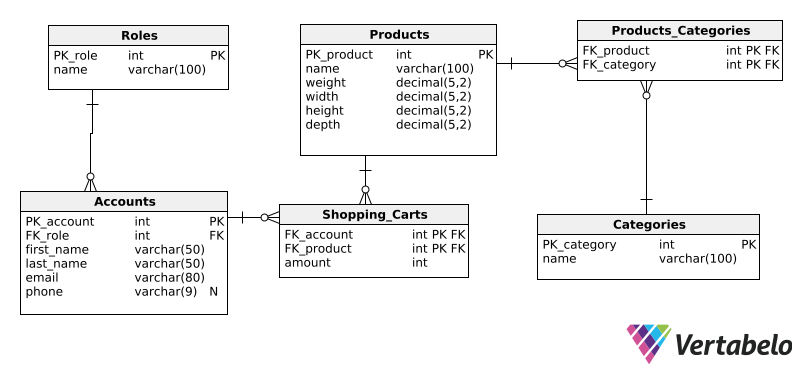 Roles
PK_role int PK
name varchar(100)
Products
PK_product int PK
name varchar(100)
weight decimal(5,2)
width decimal(5,2)
height decimal(5,2)
depth decimal(5,2)
Products_Categories
FK_product int PK FK
FK_category int PK FK
Accounts
PK_account int PK
FK_role int FK
first_name varchar(50)
last_name varchar(50)
email varchar(80)
phone varchar(9) N
Shopping_Carts
FK_account int PK FK
FK_product int PK FK
amount int
Categories
PK_category int PK
name varchar(100)
Vertabelo